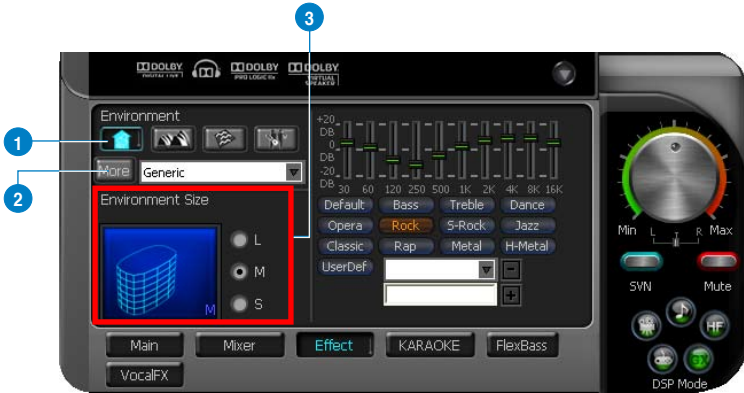 3
DOLBY DIGITAL LIVE
DOLBY PRO LOGIC IIx
DOLBY VIRTUAL SPEAKER
Environment
1
2
More
Generic
Environment Size
L
M
S
M
+20
DB
0
DB
-20
DB
30 60 120 250 500 1K 2K 4K 8K 16K
Default Bass Treble Dance
Opera Rock S-Rock Jazz
Classic Rap Metal H-Metal
UserDef
Min L R Max
SVN Mute
HF
DSP Mode
Main Mixer Effect KARAOKE FlexBass
VocalFX